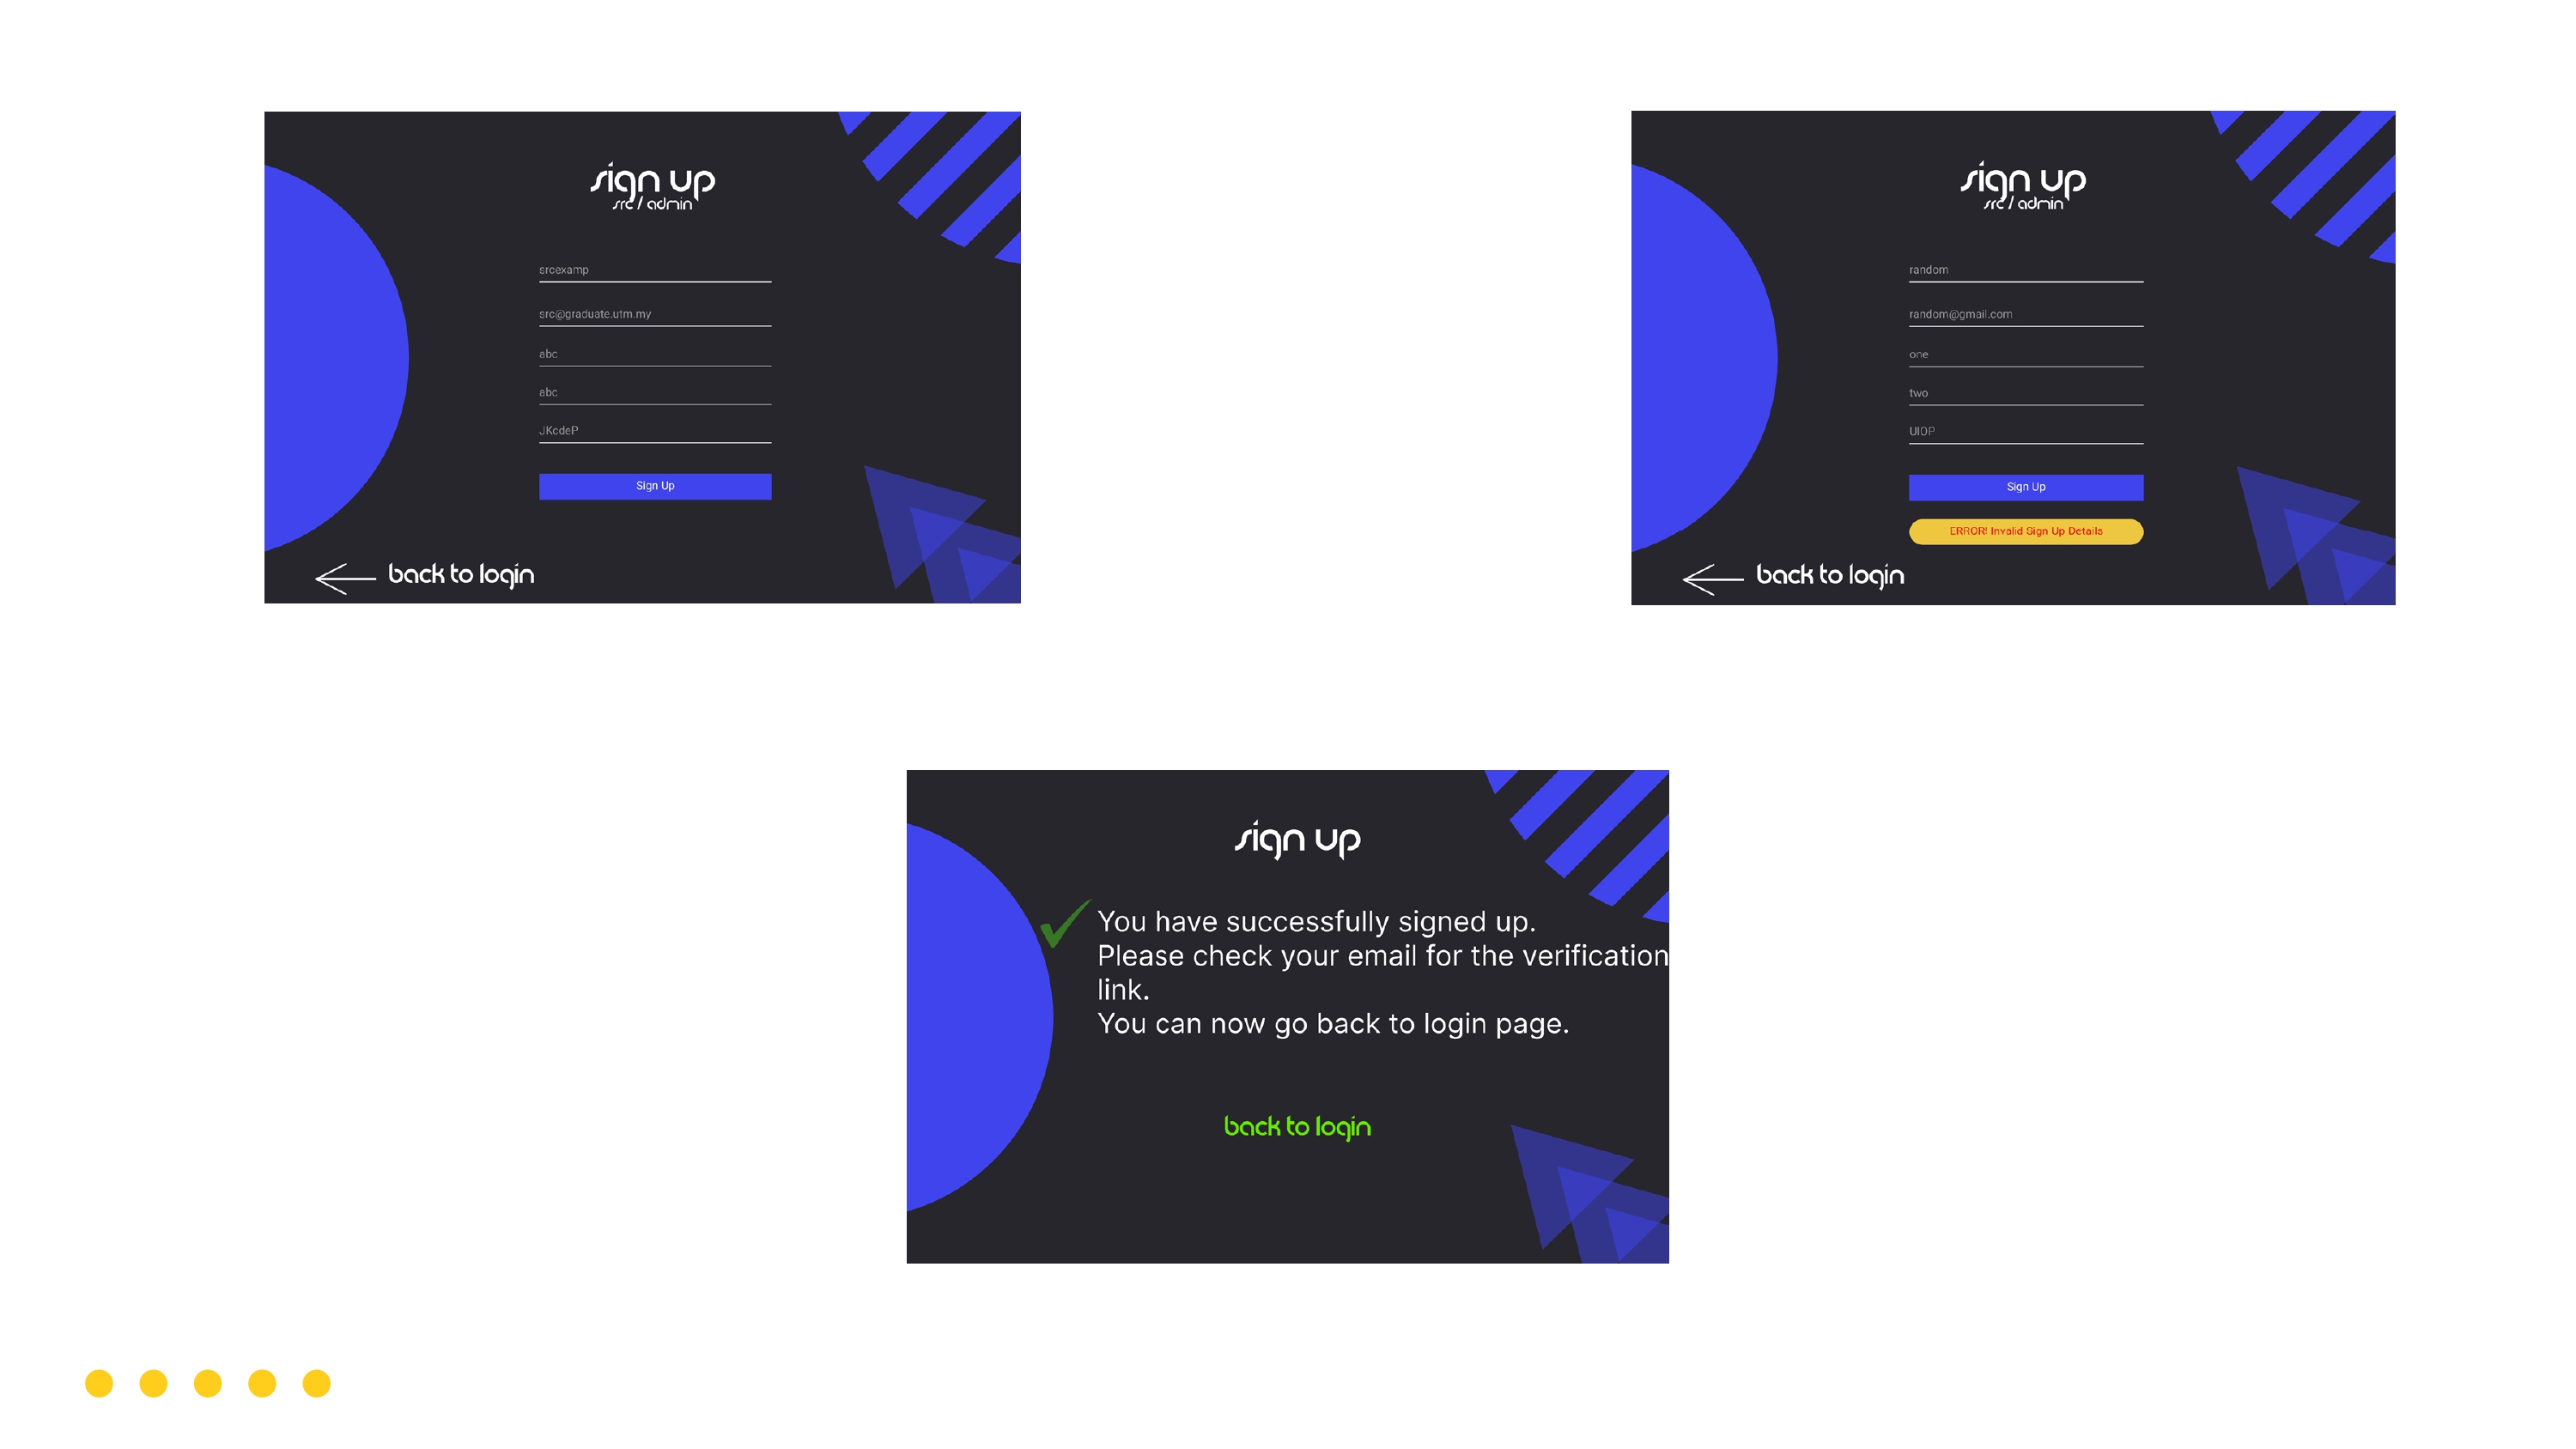 sign up
src / admin
srcexamp
src@graduate.utm.my
abc
abc
JKcdeP
Sign Up
back to login
sign up
src / admin
random
random@gmail.com
one
two
UIOP
Sign Up
ERROR! Invalid Sign Up Details
back to login
sign up
You have successfully signed up.
Please check your email for the verification
link.
You can now go back to login page.
back to login